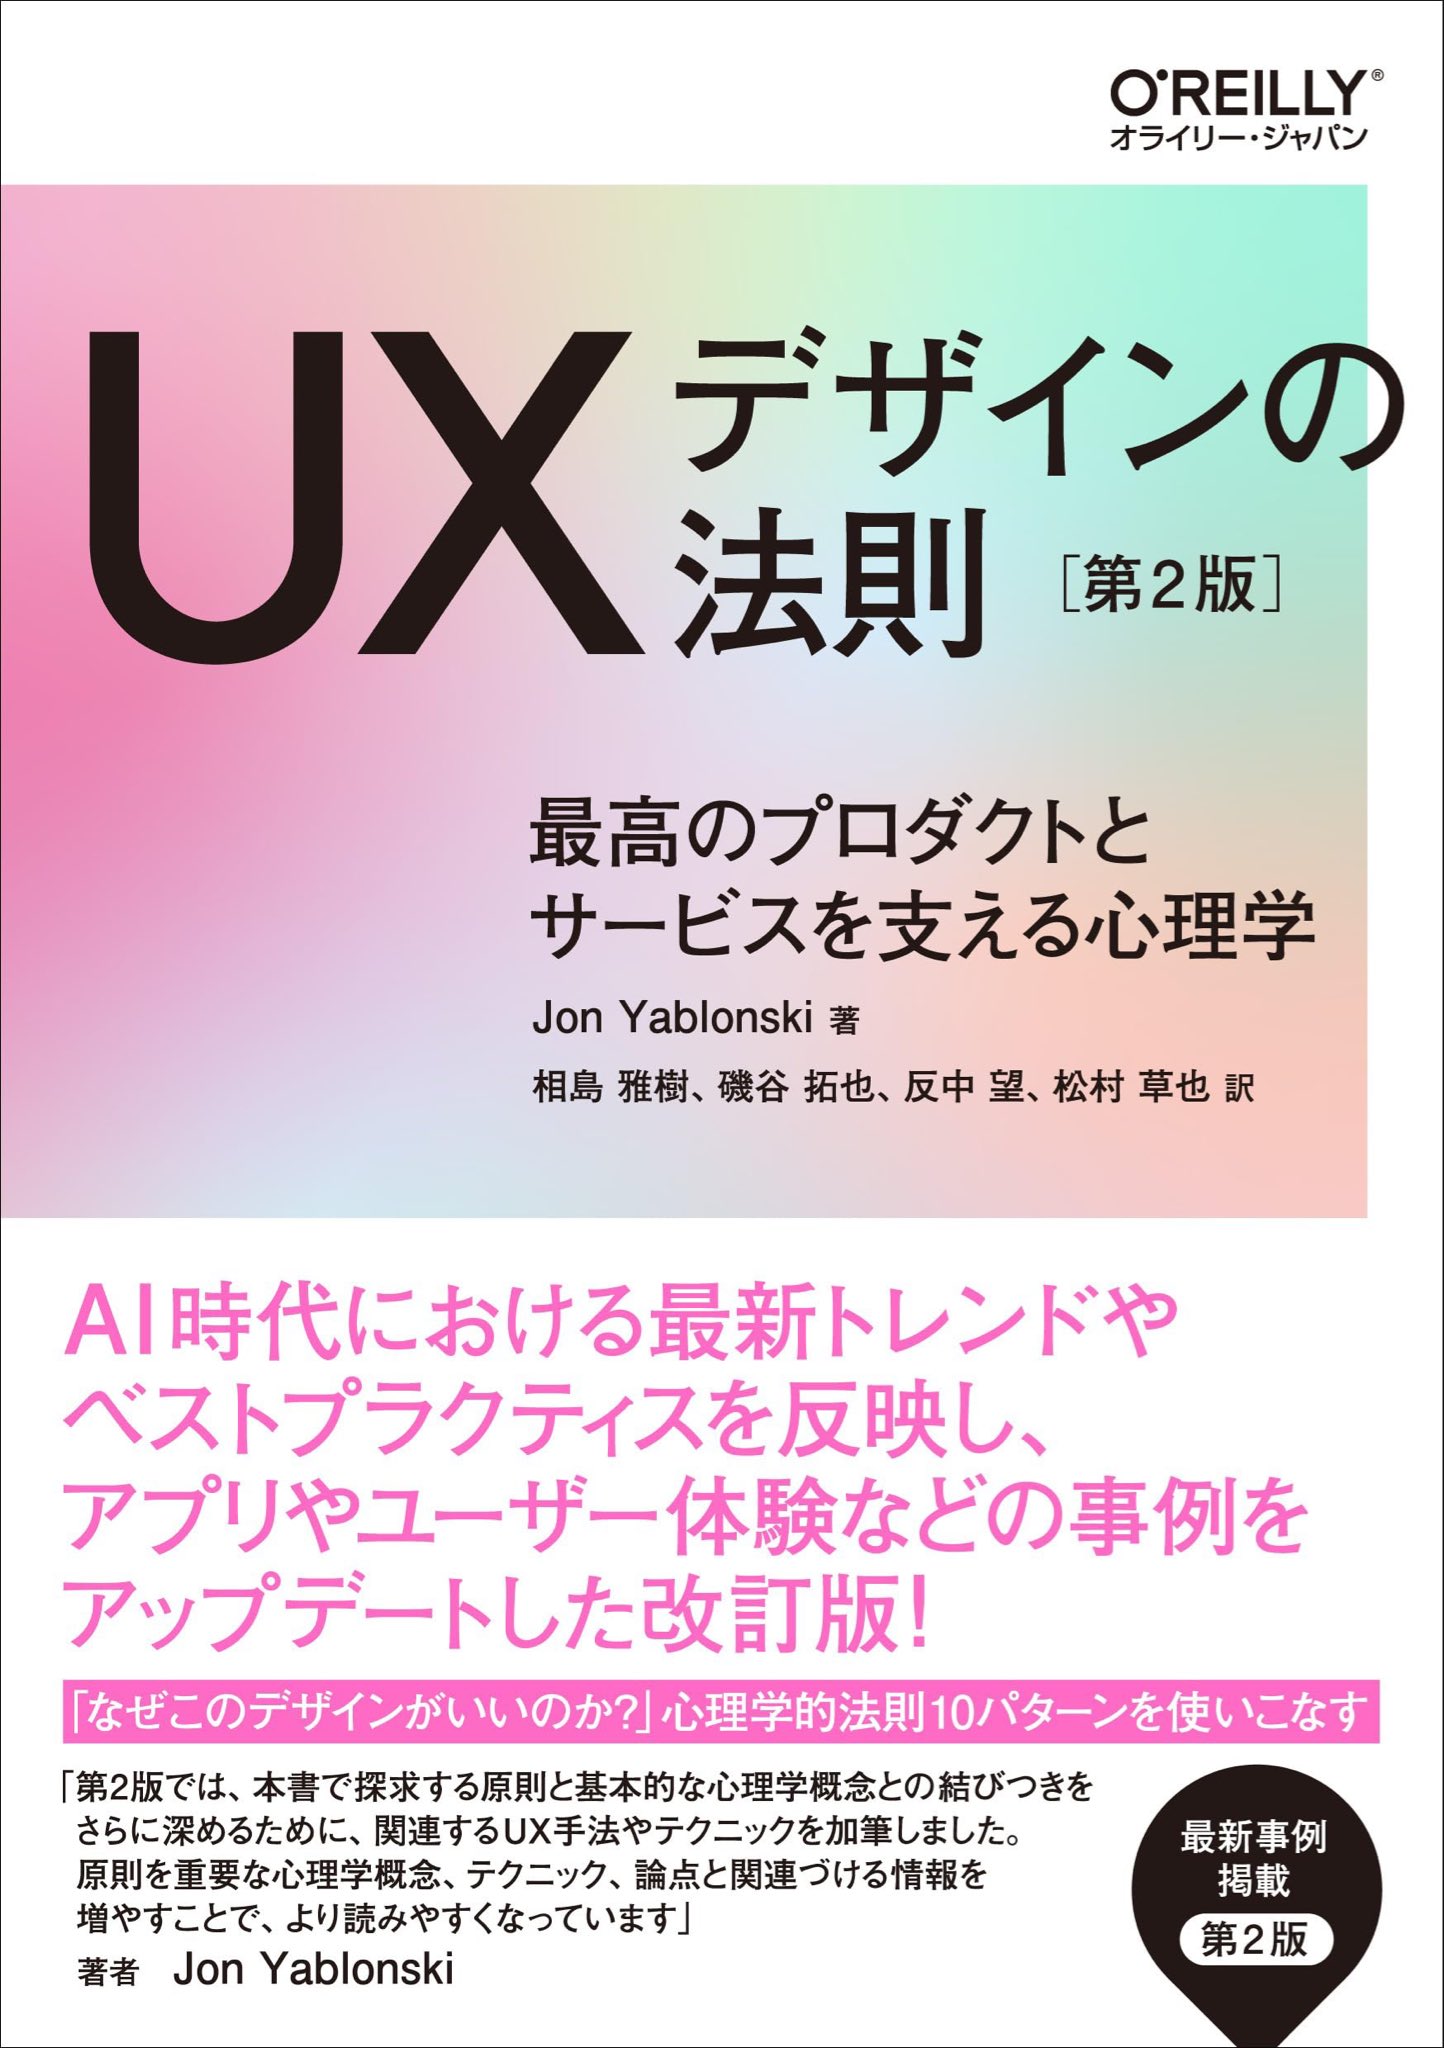 O'REILLY®
オライリー・ジャパン
UXデザインの
法則 [第2版]
最高のプロダクトと
サービスを支える心理学
Jon Yablonski 著
相島 雅樹、磯谷 拓也、反中 望、松村 草也 訳
AI時代における最新トレンドや
ベストプラクティスを反映し、
アプリやユーザー体験などの事例を
アップデートした改訂版!
「なぜこのデザインがいいのか?」心理学的法則10パターンを使いこなす
「第2版では、本書で探求する原則と基本的な心理学概念との結びつきを
さらに深めるために、関連するUX手法やテクニックを加筆しました。
原則を重要な心理学概念、テクニック、論点と関連づける情報を
増やすことで、より読みやすくなっています」
著者 Jon Yablonski
最新事例
掲載
第2版